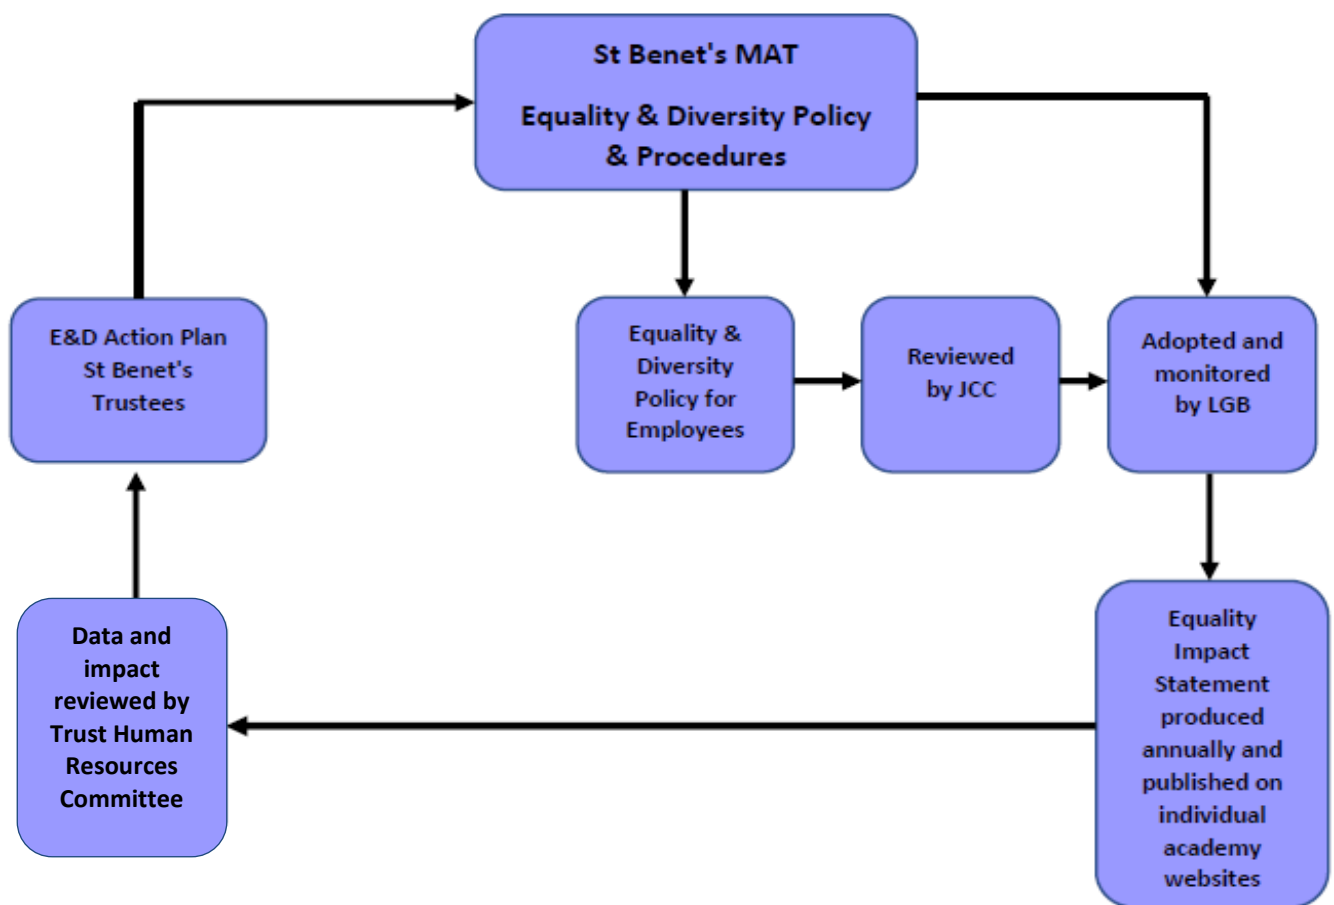 St Benet's MAT
Equality & Diversity Policy
& Procedures
E&D Action Plan
St Benet's
Trustees
Equality &
Diversity
Policy for
Employees
Reviewed
by JCC
Adopted and
monitored
by LGB
Data and
impact
reviewed by
Trust Human
Resources
Committee
Equality
Impact
Statement
produced
annually and
published on
individual
academy
websites